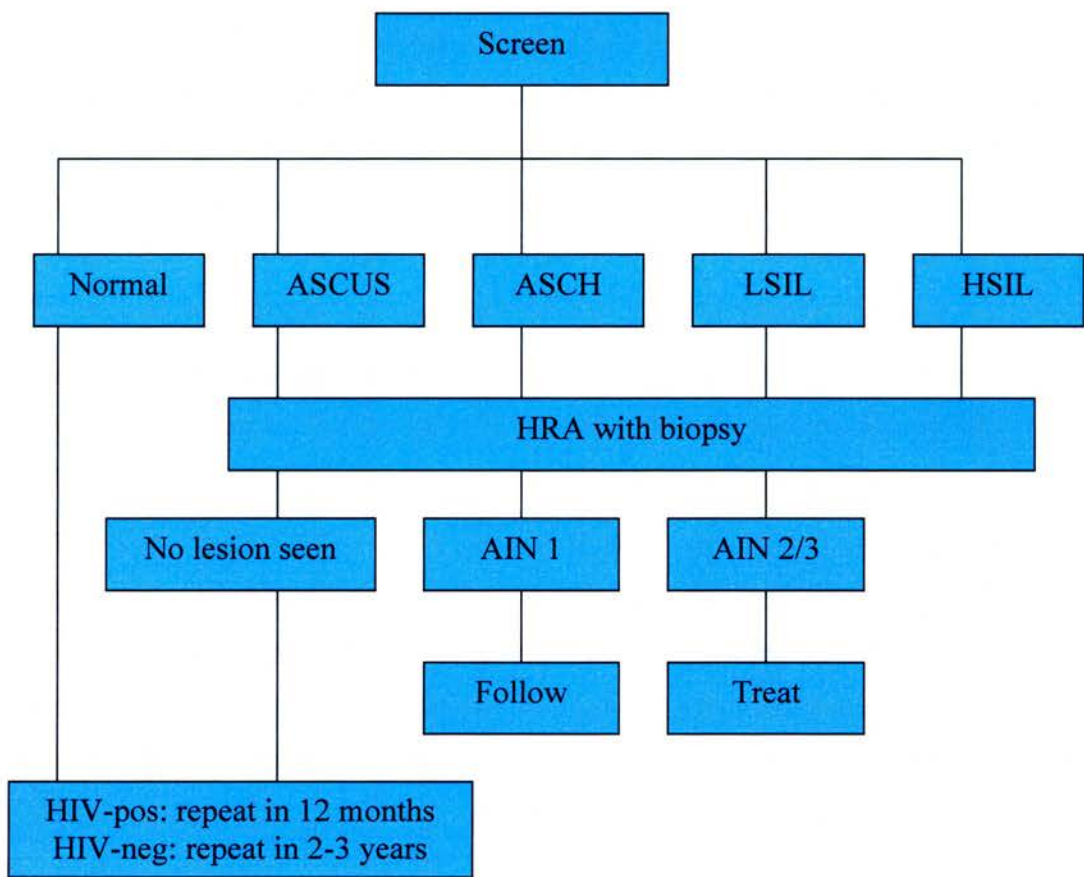 Screen
Normal
ASCUS
ASCH
LSIL
HSIL
HRA with biopsy
No lesion seen
AIN 1
AIN 2/3
Follow
Treat
HIV-pos: repeat in 12 months
HIV-neg: repeat in 2-3 years